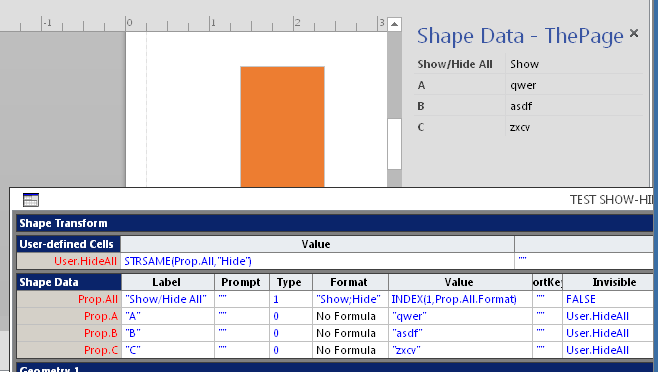 -1 0 1 2 3
Shape Data - ThePage ×
Show/Hide All Show
A qwer
B asdf
C zxcv
TEST SHOW-HI
Shape Transform
User-defined Cells Value
User.HideAll STRSAME(Prop.All,"Hide") ""
Shape Data Label Prompt Type Format Value ortKey Invisible
Prop.All "Show/Hide All" "" 1 "Show;Hide" INDEX(1,Prop.All.Format) "" FALSE
Prop.A "A" "" 0 No Formula "qwer" "" User.HideAll
Prop.B "B" "" 0 No Formula "asdf" "" User.HideAll
Prop.C "C" "" 0 No Formula "zxcv" "" User.HideAll
Geometry 1